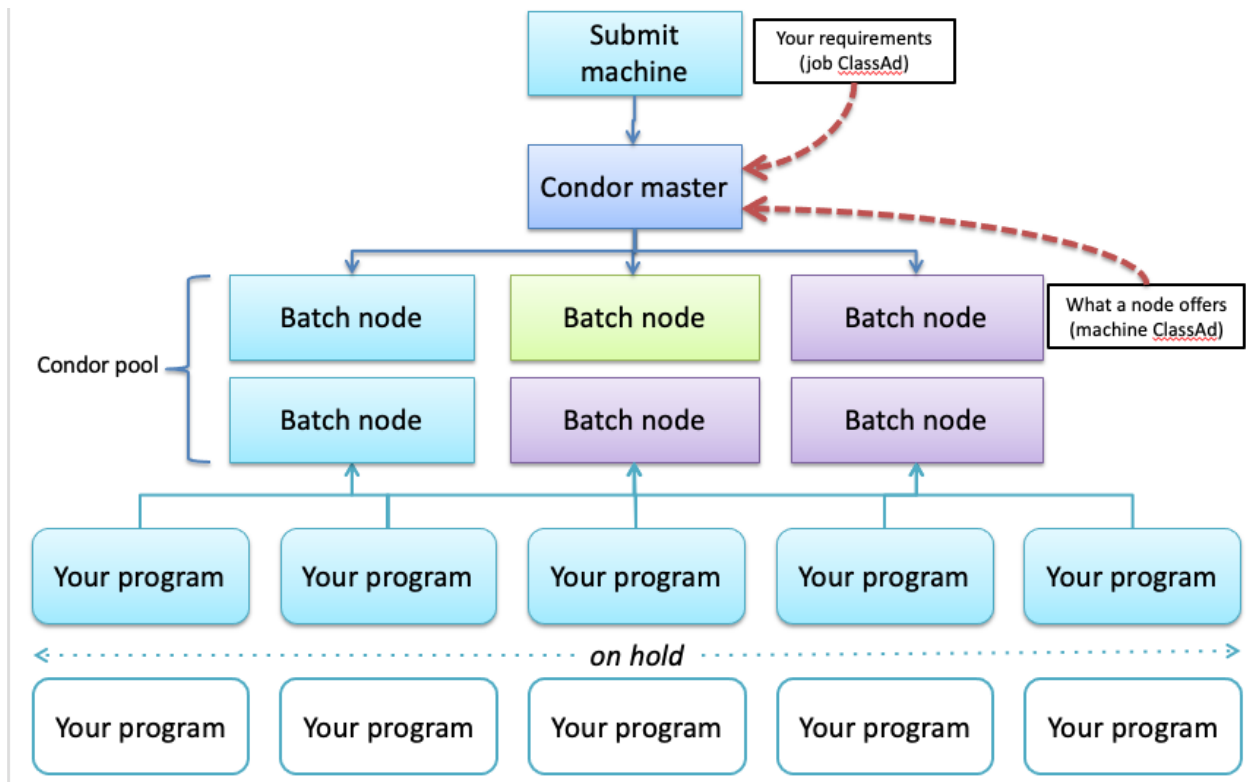 Submit
machine
Your requirements
(job ClassAd)
Condor master
Batch node
Batch node
Batch node
What a node offers
(machine ClassAd)
Condor pool
Batch node
Batch node
Batch node
Your program
Your program
Your program
Your program
Your program
on hold
Your program
Your program
Your program
Your program
Your program